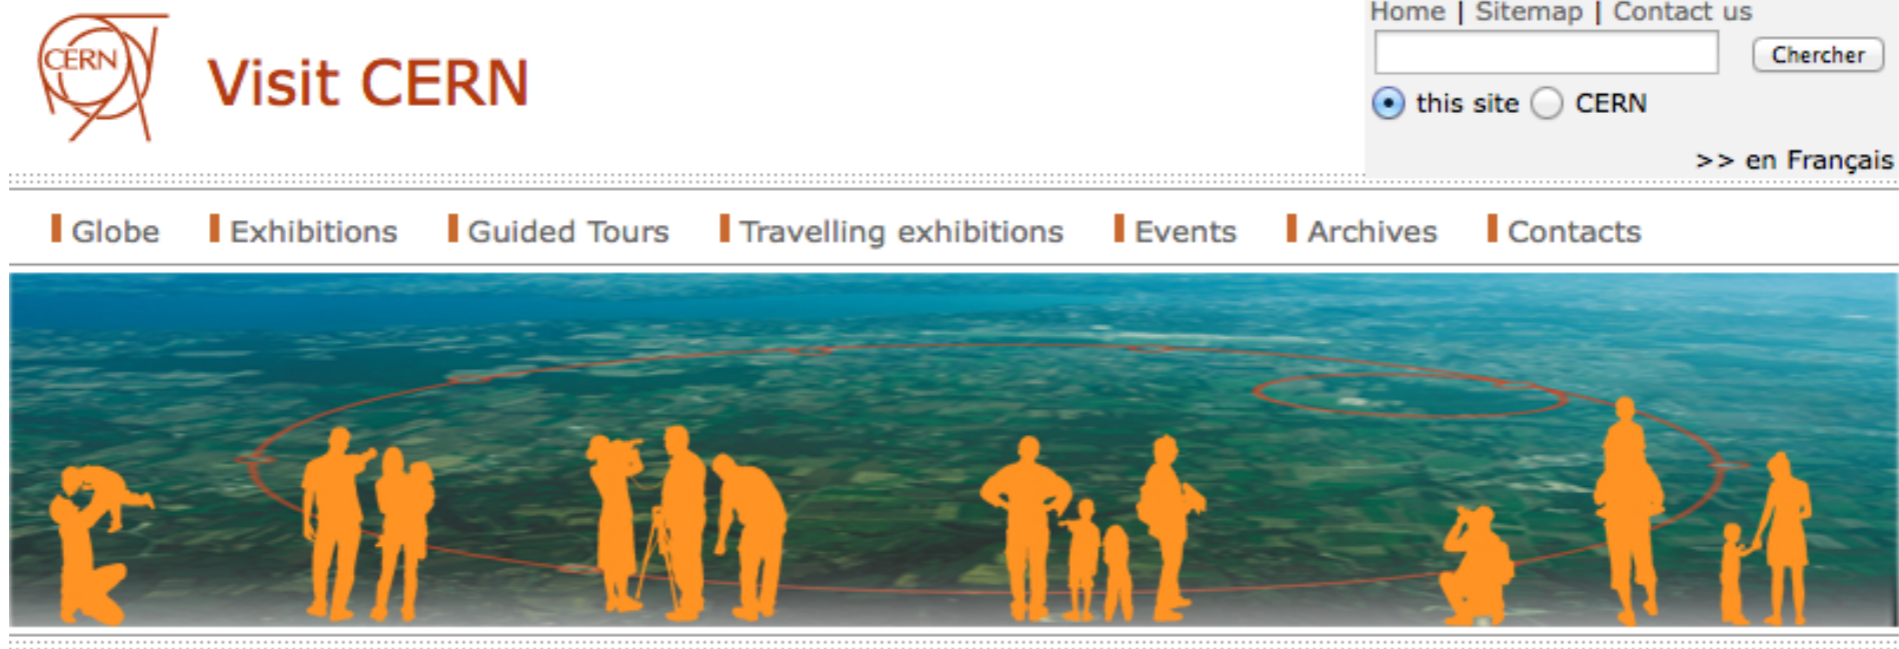 CERN
Visit CERN
Home | Sitemap | Contact us
Chercher
this site CERN
>> en Français
Globe Exhibitions Guided Tours Travelling exhibitions Events Archives Contacts